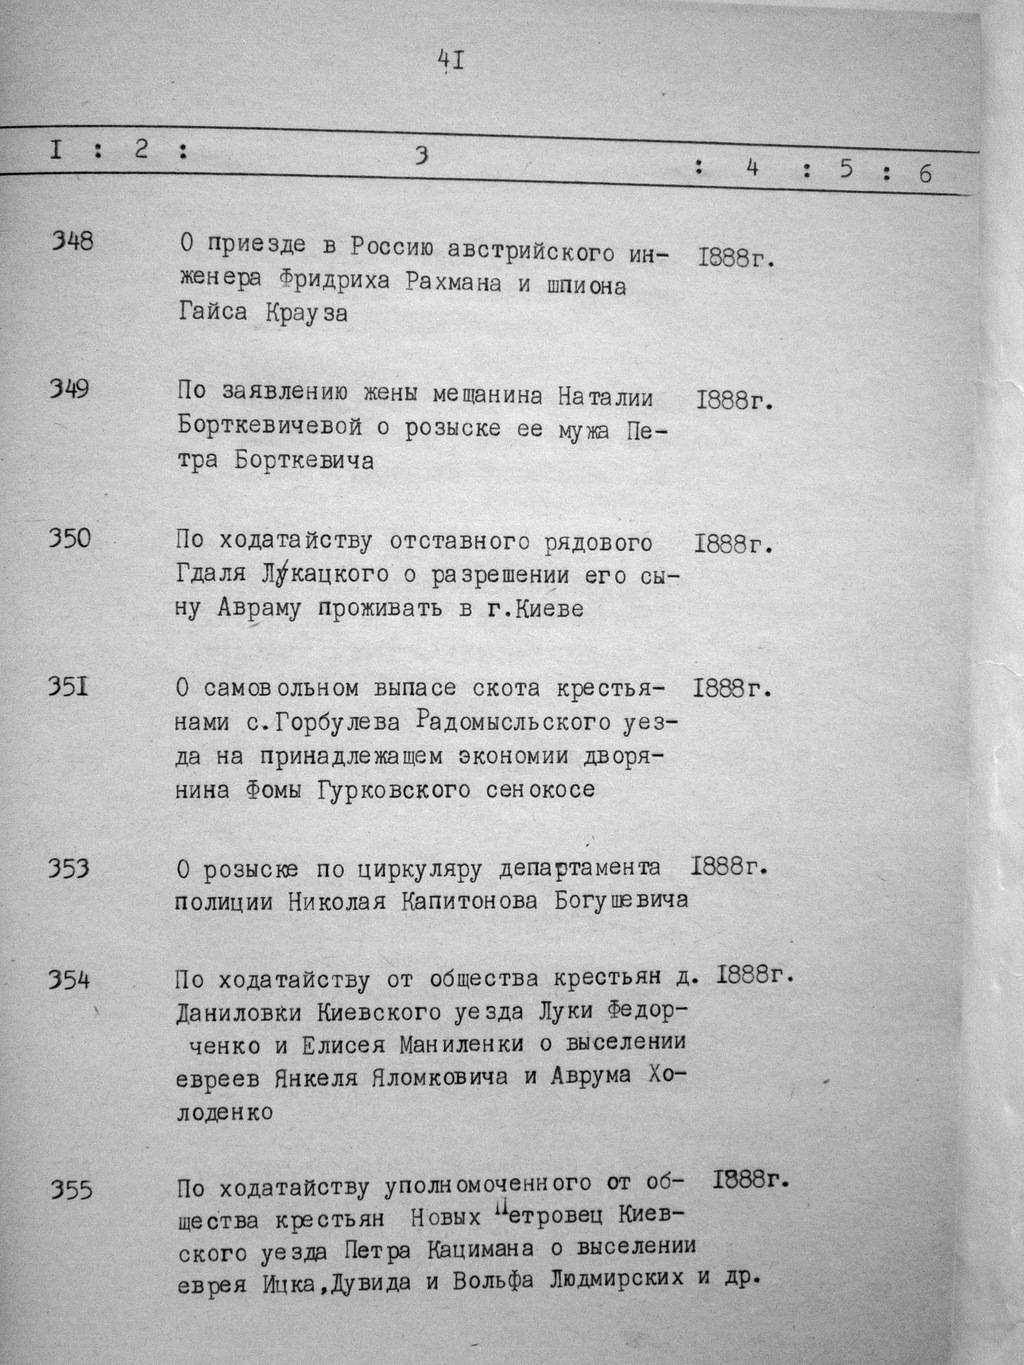 41
1 : 2 : 3 : 4 : 5 : 6
348 О приезде в Россию австрийского ин- 1888г.
женера Фридриха Рахмана и шпиона
Гайса Крауза
349 По заявлению жены мещанина Наталии 1888г.
Борткевичевой о розыске ее мужа Пе-
тра Борткевича
350 По ходатайству отставного рядового 1888г.
Гдаля Лукацкого о разрешении его сы-
ну Авраму проживать в г.Киеве
351 О самовольном выпасе скота крестья- 1888г.
нами с.Горбулева Радомысльского уез-
да на принадлежащем экономии дворя-
нина Фомы Гурковского сенокосе
353 О розыске по циркуляру департамента 1888г.
полиции Николая Капитонова Богушевича
354 По ходатайству от общества крестьян д. 1888г.
Даниловки Киевского уезда Луки Федор-
ченко и Елисея Маниленки о выселении
евреев Янкеля Яломковича и Аврума Хо-
лоденко
355 По ходатайству уполномоченного от об- 1888г.
щества крестьян Новых Петровец Киев-
ского уезда Петра Кацимана о выселении
еврея Ицка,Дувида и Вольфа Людмирских и др.